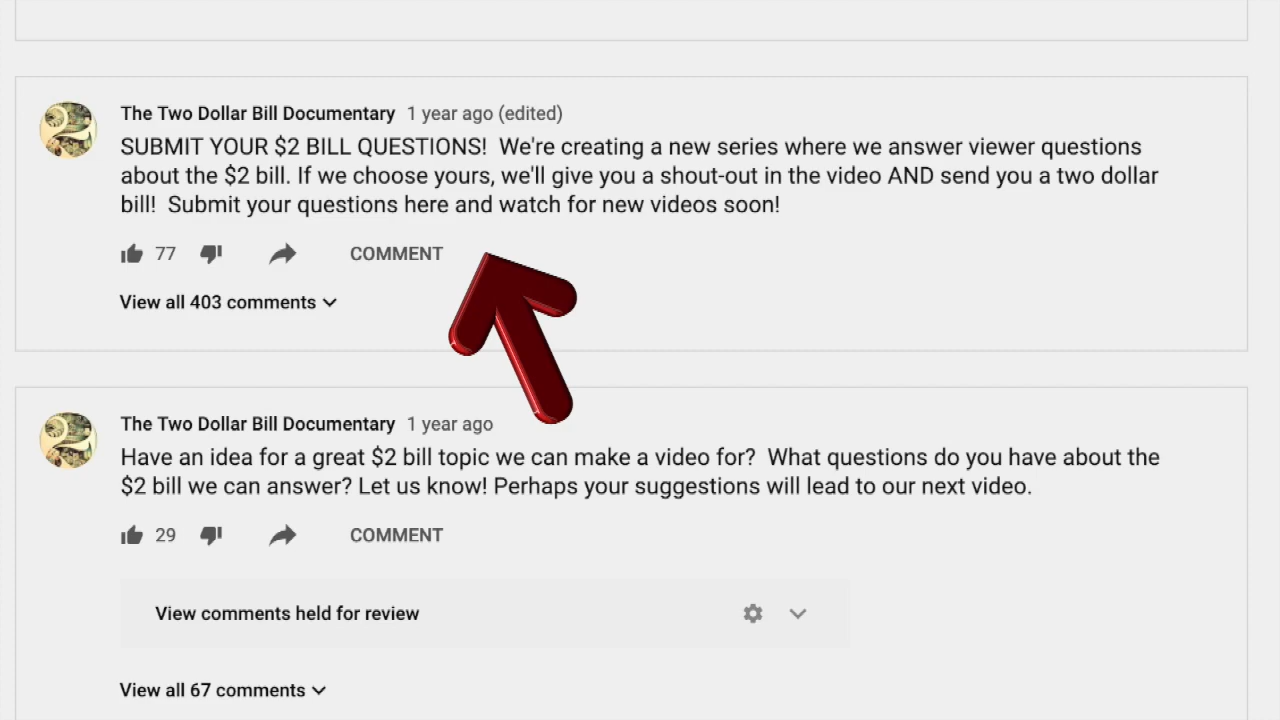 The Two Dollar Bill Documentary 1 year ago (edited)
SUBMIT YOUR $2 BILL QUESTIONS! We're creating a new series where we answer viewer questions
about the $2 bill. If we choose yours, we'll give you a shout-out in the video AND send you a two dollar
bill! Submit your questions here and watch for new videos soon!
77 COMMENT
View all 403 comments
The Two Dollar Bill Documentary 1 year ago
Have an idea for a great $2 bill topic we can make a video for? What questions do you have about the
$2 bill we can answer? Let us know! Perhaps your suggestions will lead to our next video.
29 COMMENT
View comments held for review
View all 67 comments